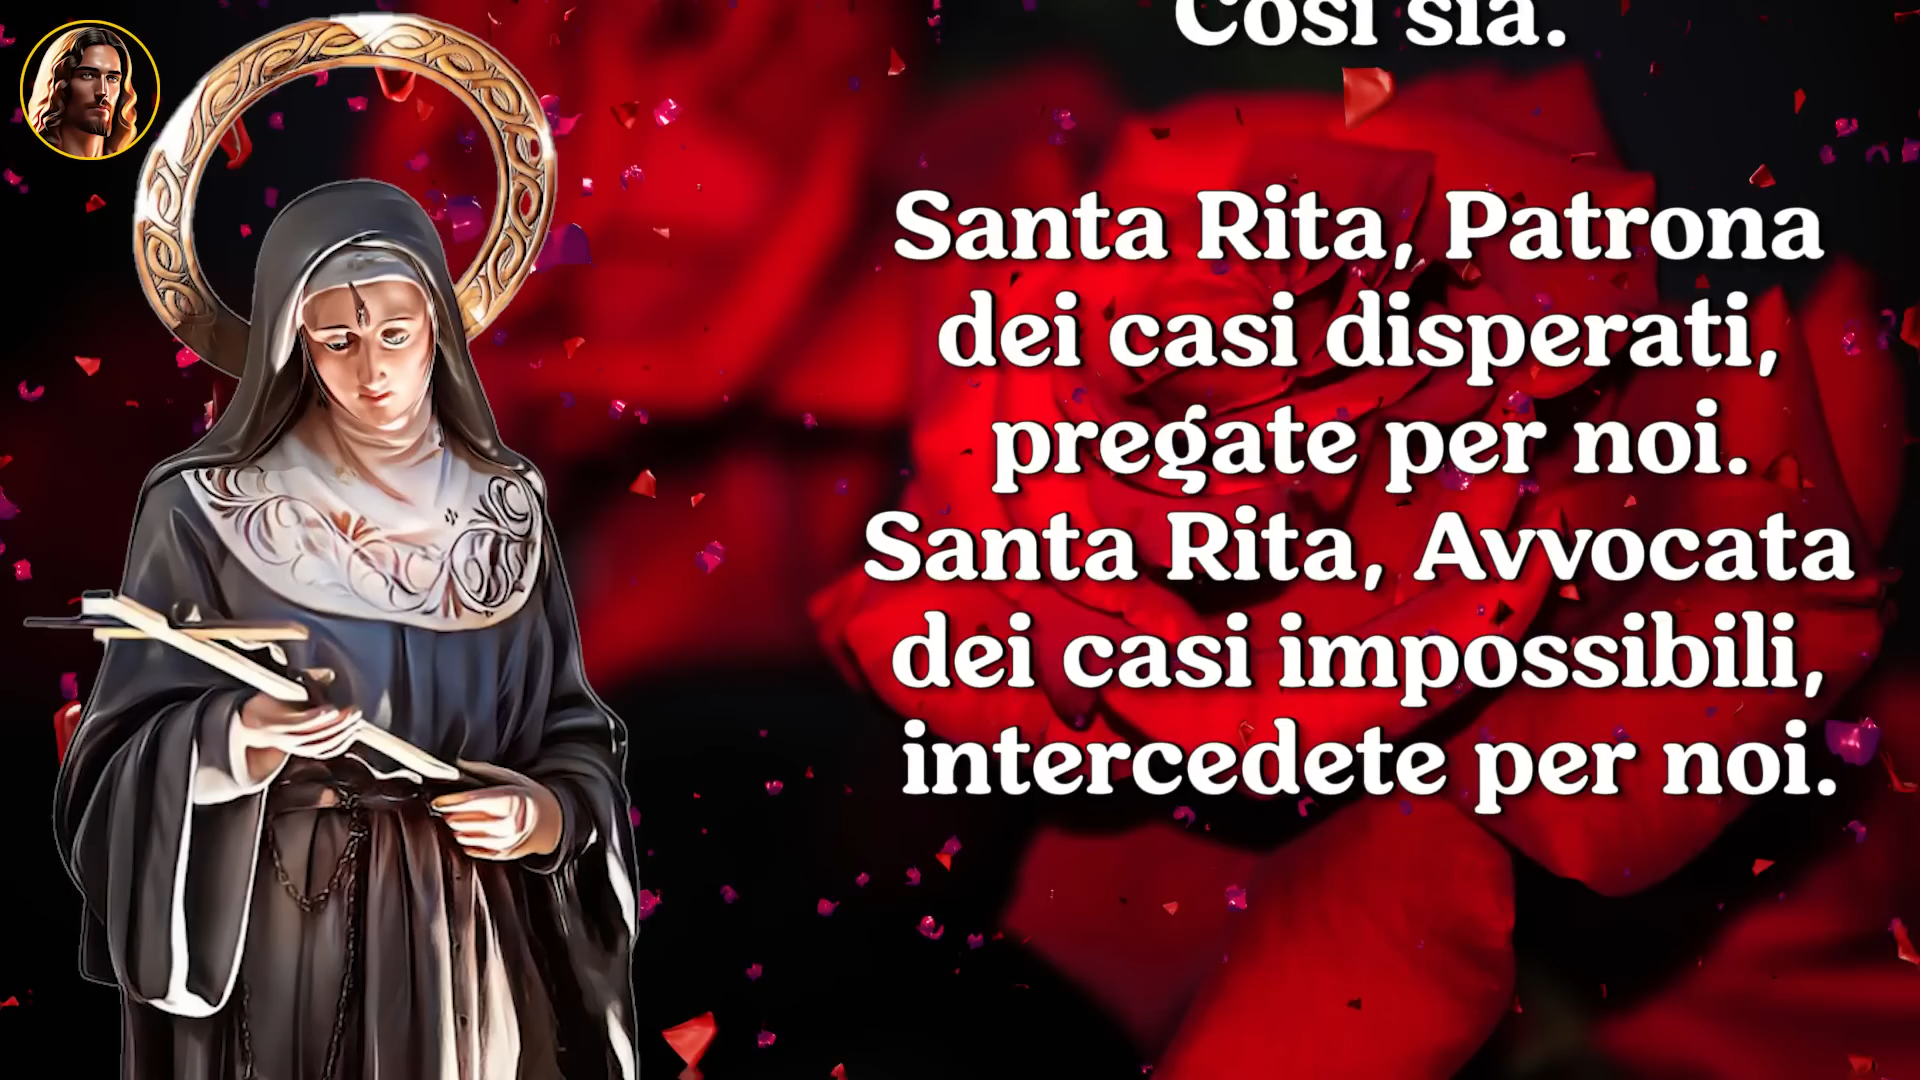 Così sia.
Santa Rita, Patrona
dei casi disperati,
pregate per noi.
Santa Rita, Avvocata
dei casi impossibili,
intercedete per noi.